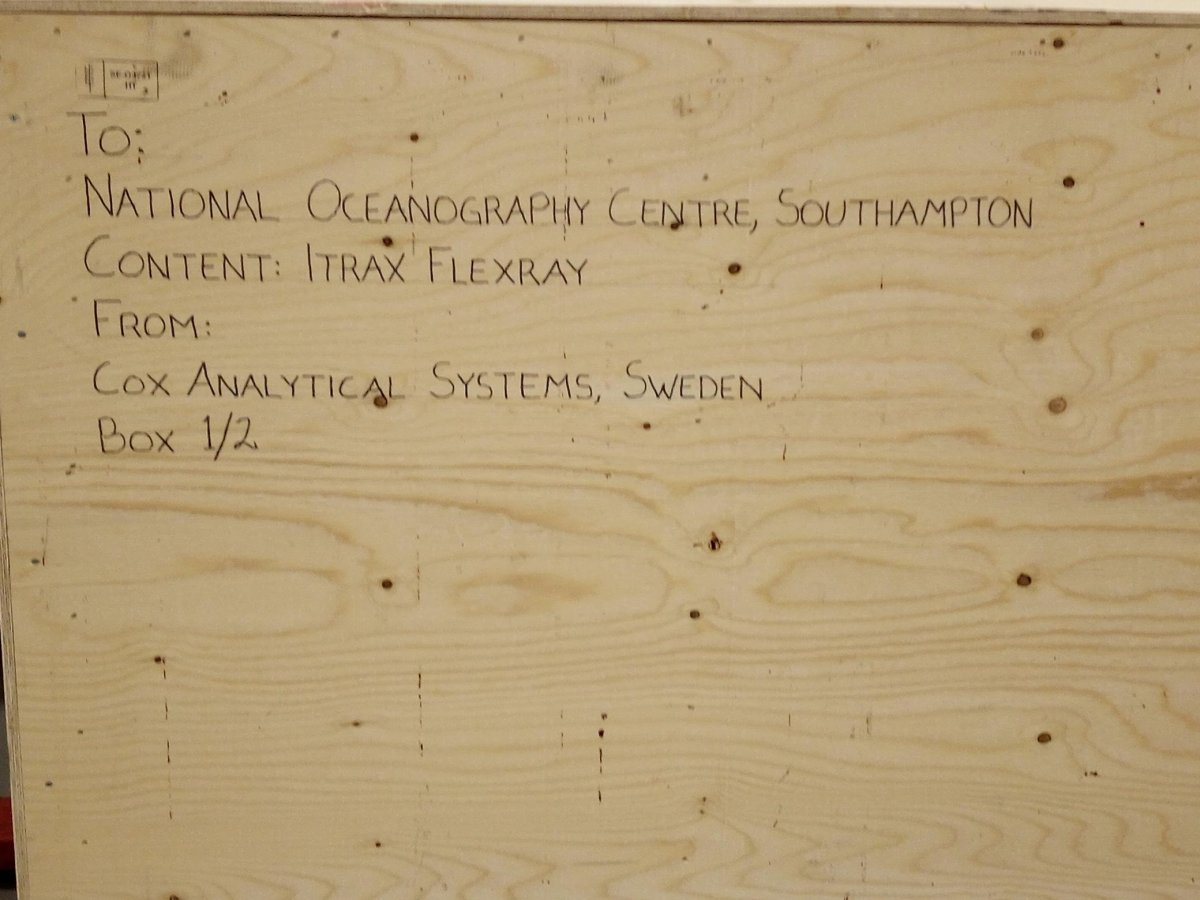 TO:
NATIONAL OCEANOGRAPHY CENTRE, SOUTHAMPTON
CONTENT: ITRAX FLEXRAY
FROM:
COX ANALYTICAL SYSTEMS, SWEDEN
BOX 1/2